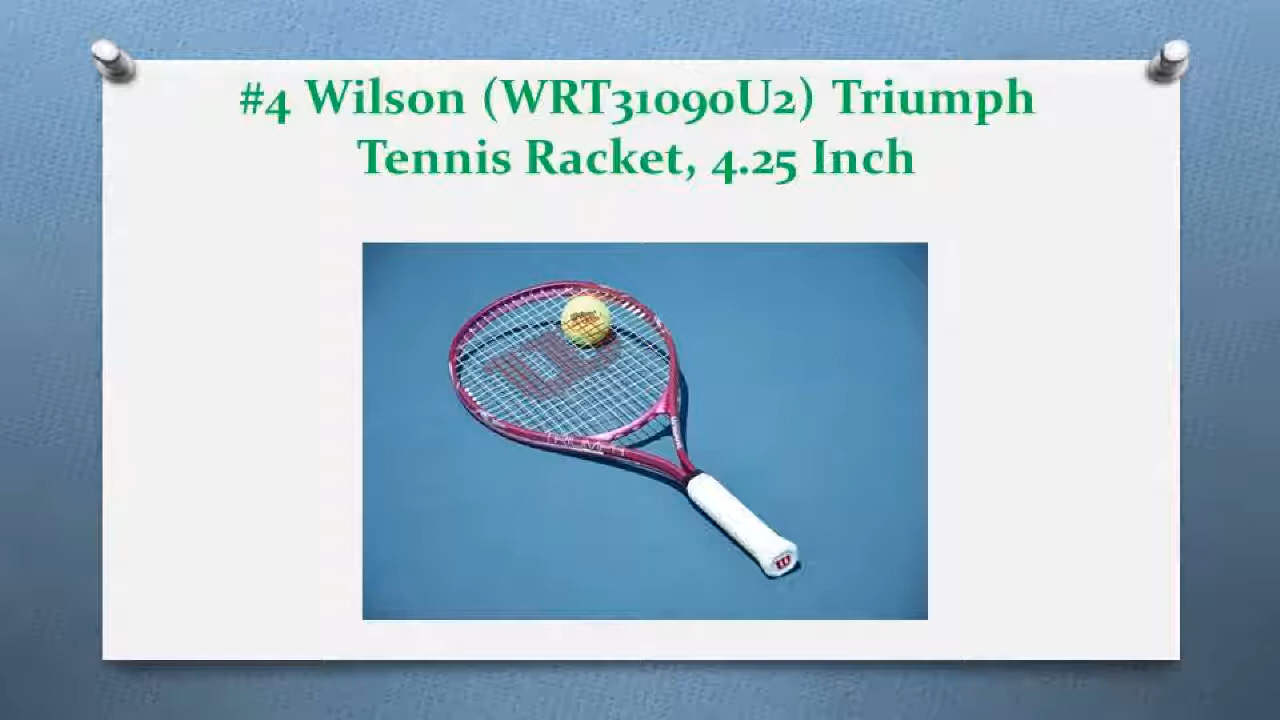 #4 Wilson (WRT31090U2) Triumph
Tennis Racket, 4.25 Inch